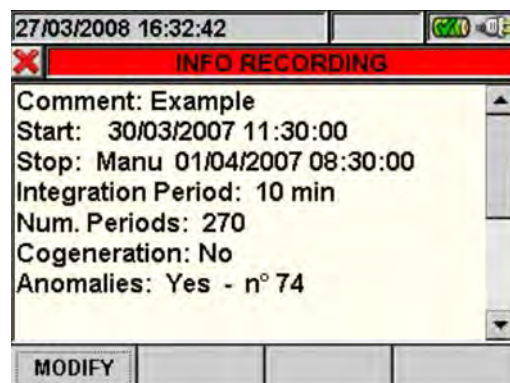 27/03/2008 16:32:42
INFO RECORDING
Comment: Example
Start: 30/03/2007 11:30:00
Stop: Manu 01/04/2007 08:30:00
Integration Period: 10 min
Num. Periods: 270
Cogeneration: No
Anomalies: Yes - n° 74
MODIFY